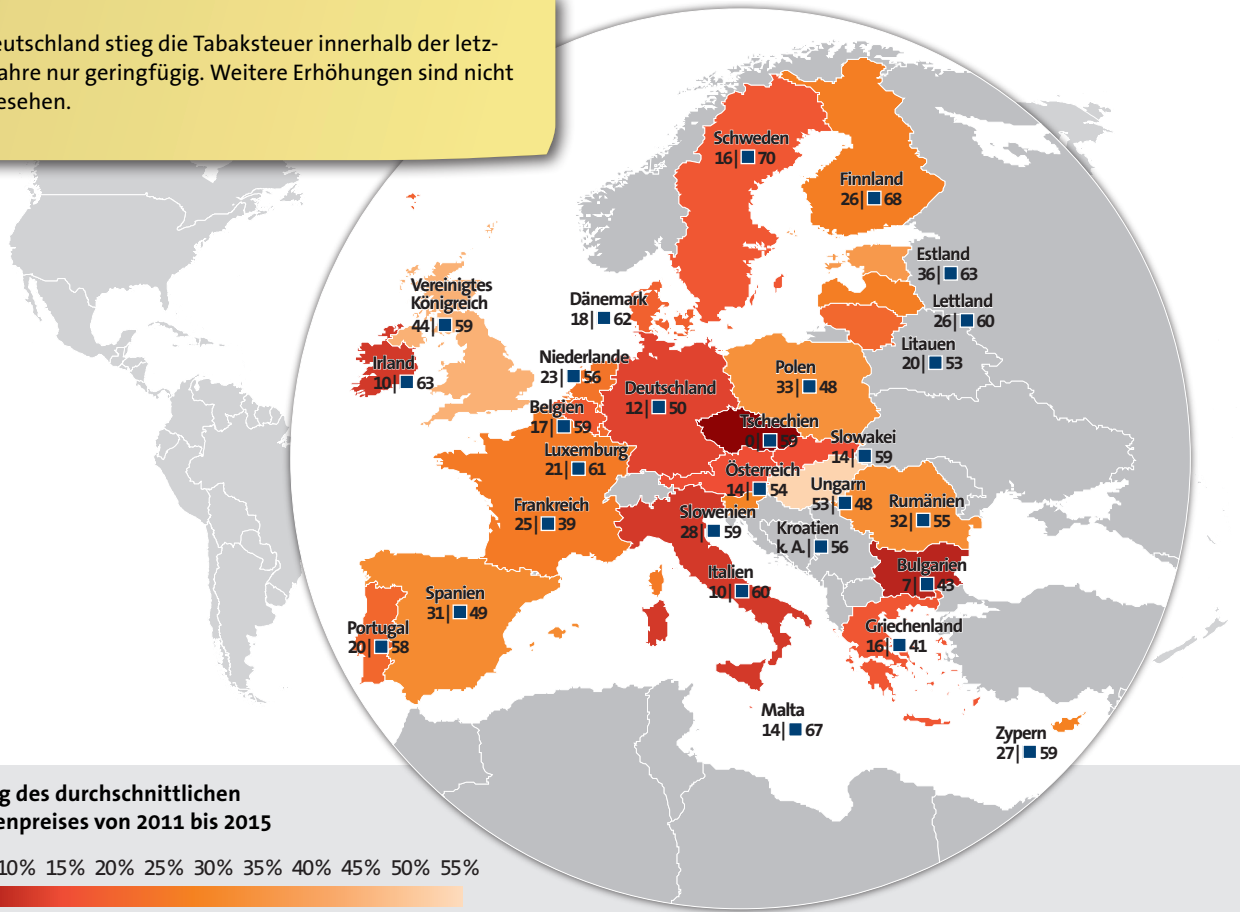 eutschland stieg die Tabaksteuer innerhalb der letz-
ahre nur geringfügig. Weitere Erhöhungen sind nicht
esehen.
Schweden
16| 70
Finnland
26| 68
Estland
36| 63
Vereinigtes
Königreich
44| 59
Dänemark
18| 62
Lettland
26| 60
Litauen
20| 53
Irland
10| 63
Niederlande
23| 56
Deutschland
12| 50
Polen
33| 48
Belgien
17| 59
Tschechien
0| 59
Slowakei
14| 59
Luxemburg
21| 61
Österreich
14| 54
Ungarn
53| 48
Frankreich
25| 39
Slowenien
28| 59
Rumänien
32| 55
Kroatien
k. A.| 56
Italien
10| 60
Bulgarien
7| 43
Spanien
31| 49
Portugal
20| 58
Griechenland
16| 41
Malta
14| 67
Zypern
27| 59
g des durchschnittlichen
enpreises von 2011 bis 2015
10% 15% 20% 25% 30% 35% 40% 45% 50% 55%